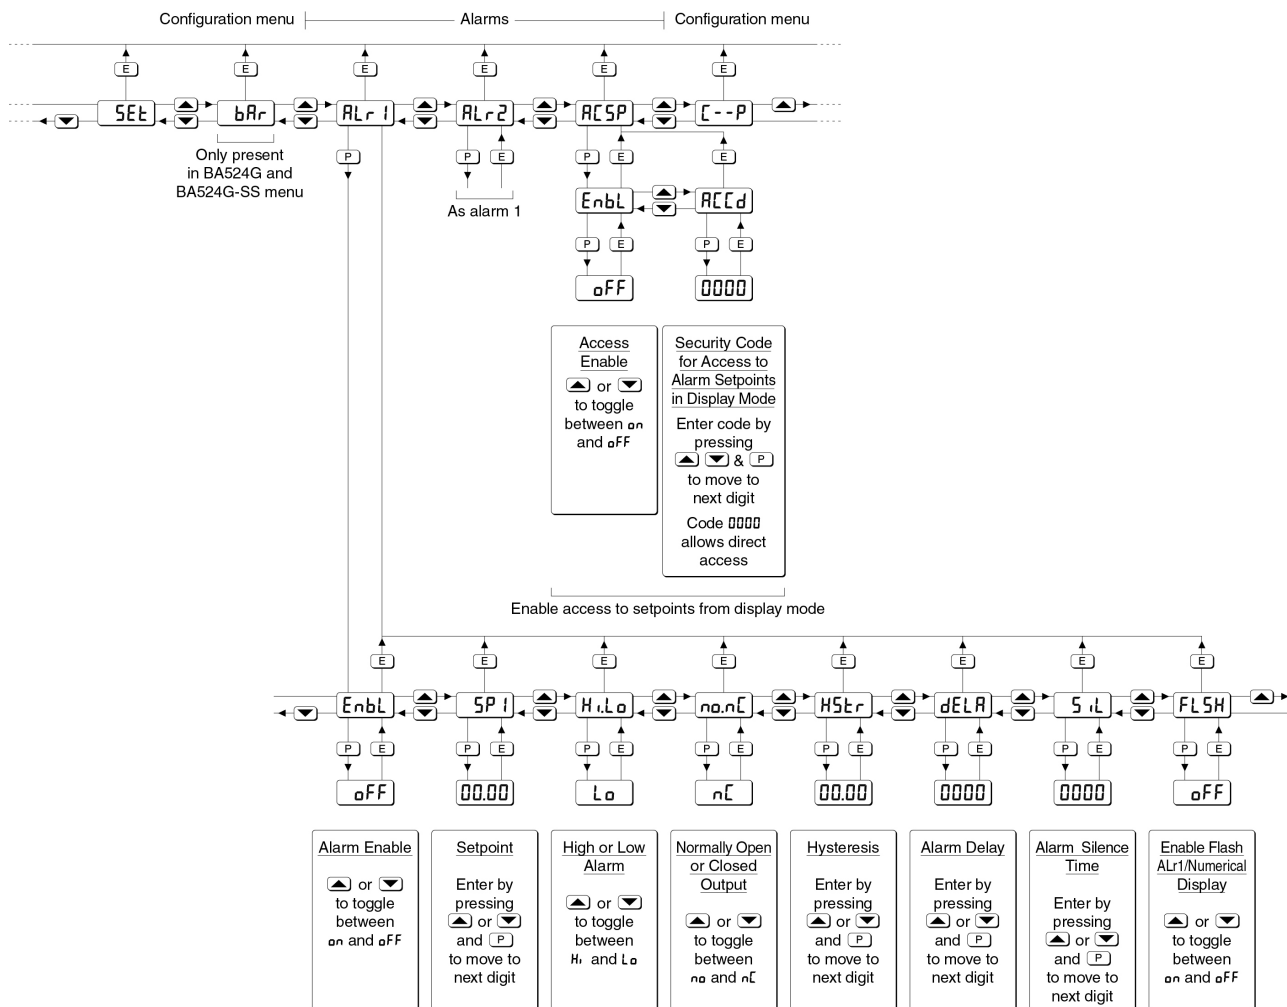 Configuration menu
Alarms
Configuration menu
E E E E E E
SEt bAr ALr1 ALr2 ACSP C--P
Only present
in BA524G and
BA524G-SS menu
P
P E
As alarm 1
P E E
EnbL ACCd
P E P E
oFF 0000
Access
Enable
or
to toggle
between on
and oFF
Security Code
for Access to
Alarm Setpoints
in Display Mode
Enter code by
pressing
& P
to move to
next digit
Code 0000
allows direct
access
Enable access to setpoints from display mode
E E E E E E E E
EnbL SP1 Hi.Lo no.nC HStr dELA SiL FLSH
P E P E P E P E P E P E P E P E
oFF 00.00 Lo nC 00.00 0000 0000 oFF
Alarm Enable
or
to toggle
between
on and oFF
Setpoint
Enter by
pressing
or
and P
to move to
next digit
High or Low
Alarm
or
to toggle
between
Hi and Lo
Normally Open
or Closed
Output
or
to toggle
between
no and nC
Hysteresis
Enter by
pressing
or
and P
to move to
next digit
Alarm Delay
Enter by
pressing
or
and P
to move to
next digit
Alarm Silence
Time
Enter by
pressing
or
and P
to move to
next digit
Enable Flash
ALr1/Numerical
Display
or
to toggle
between
on and oFF